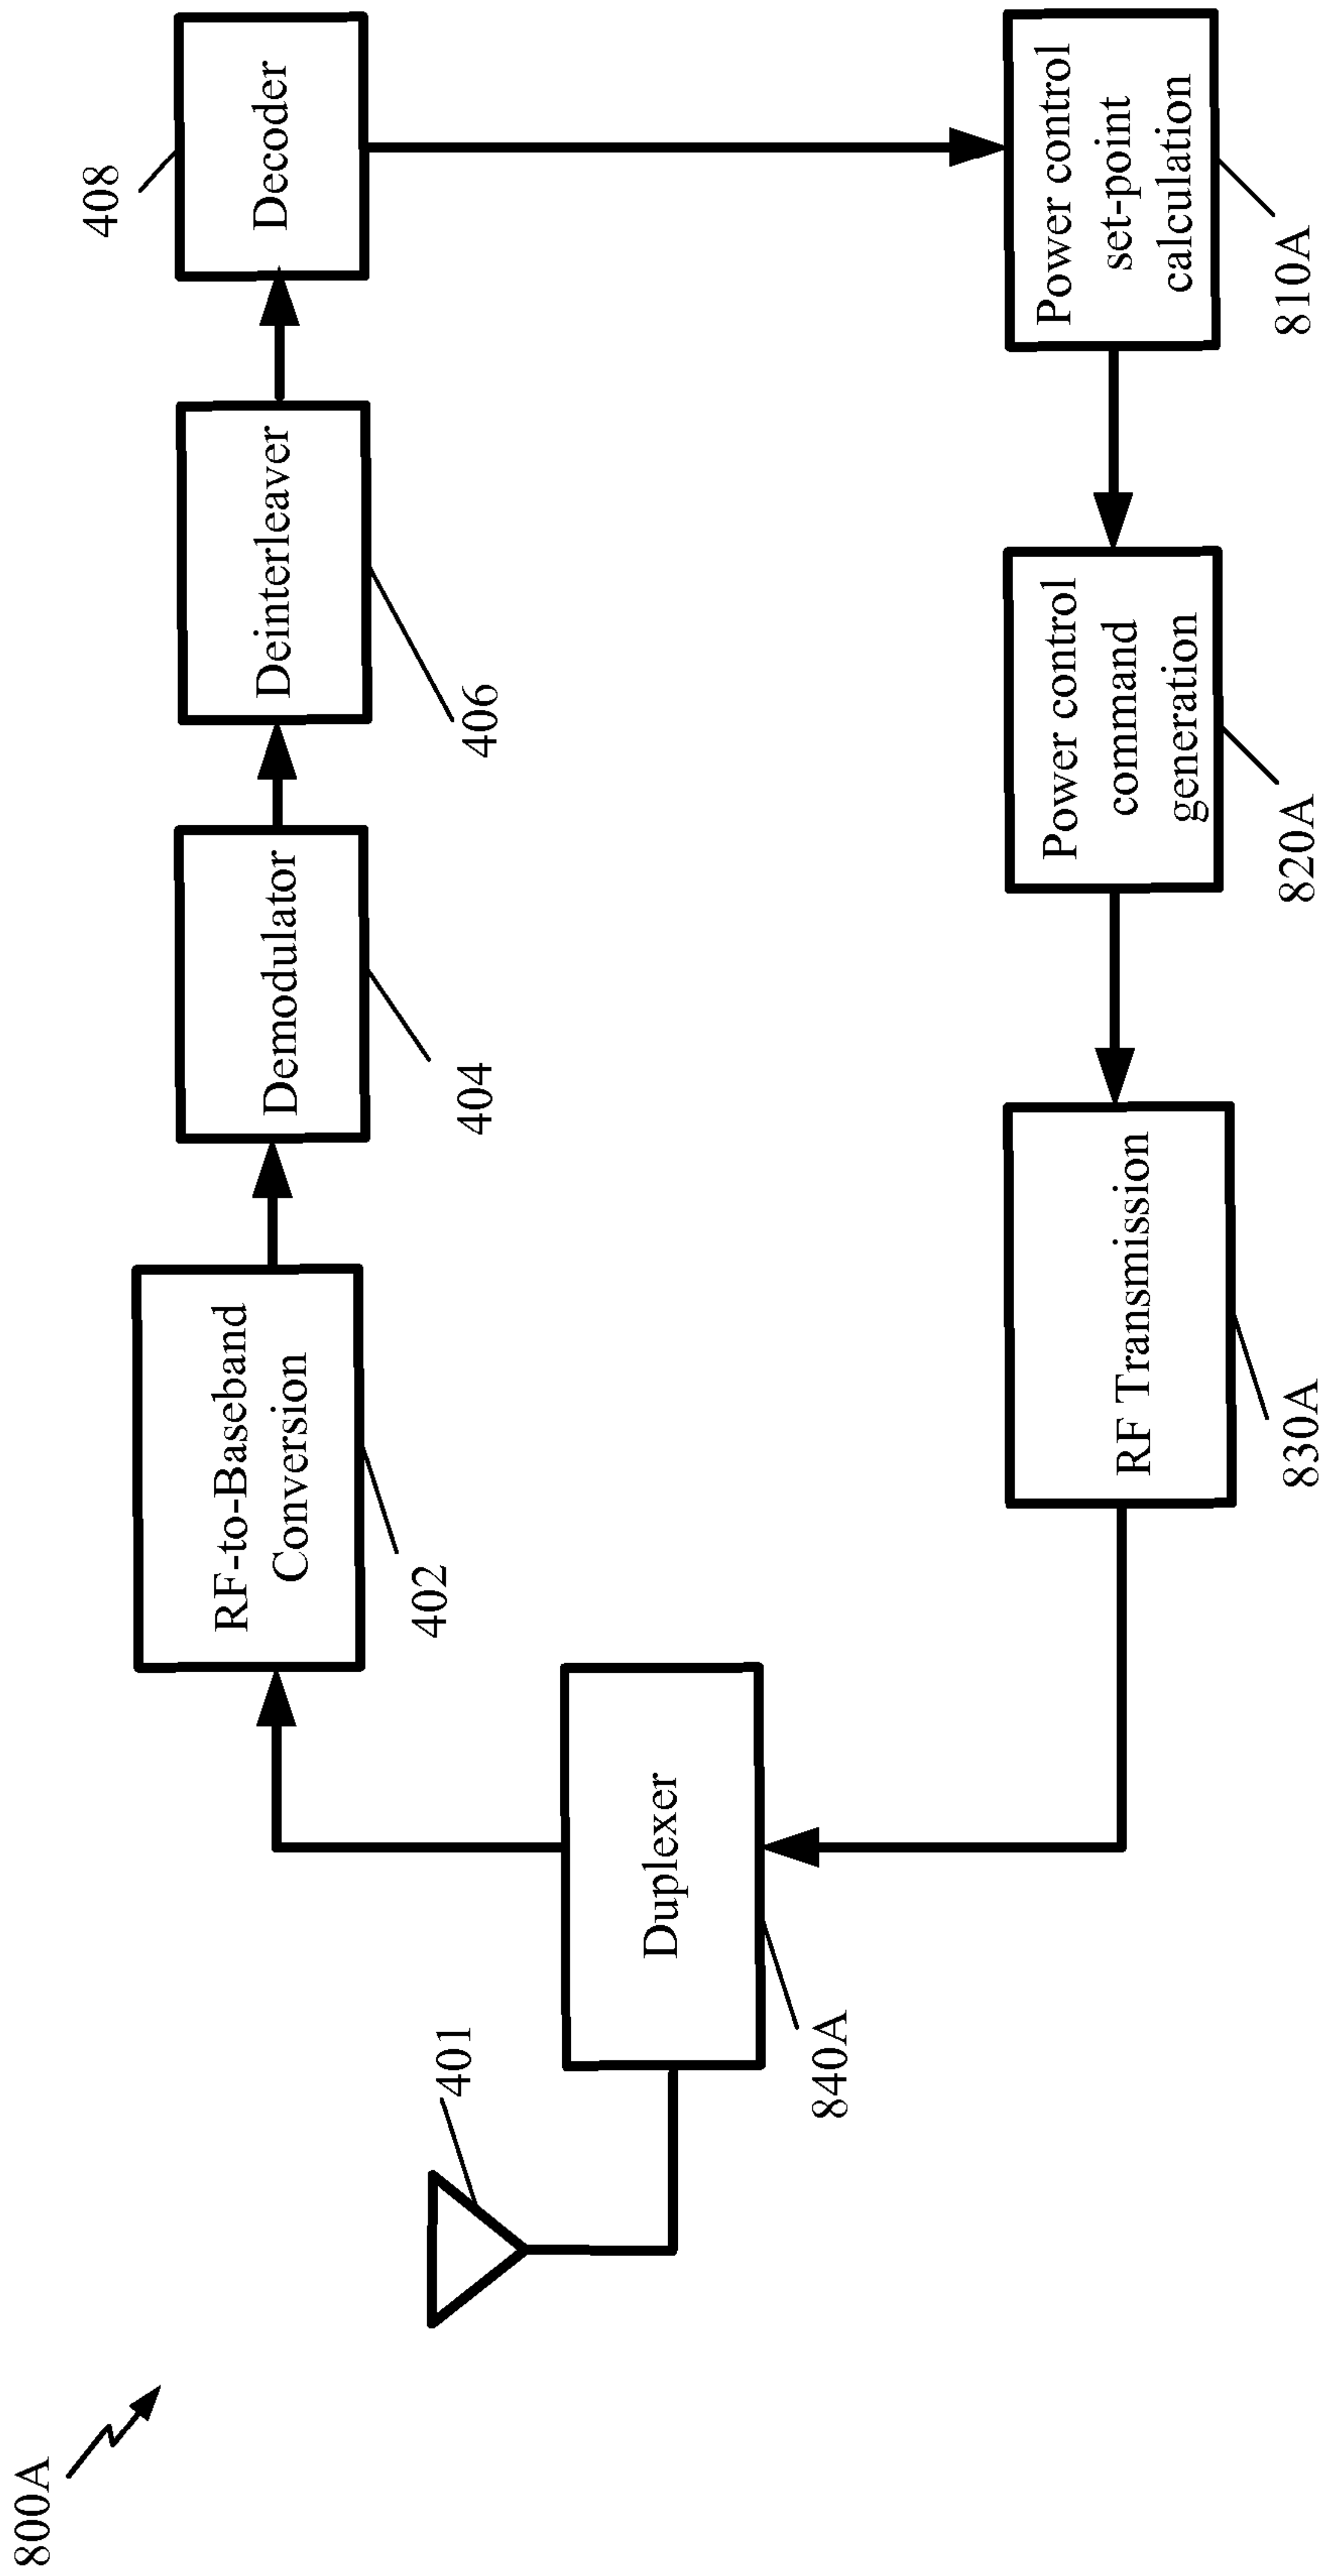 800A
401
Duplexer
840A
RF-to-Baseband
Conversion
402
Demodulator
404
Deinterleaver
406
Decoder
408
Power control
set-point
calculation
810A
Power control
command
generation
820A
RF Transmission
830A